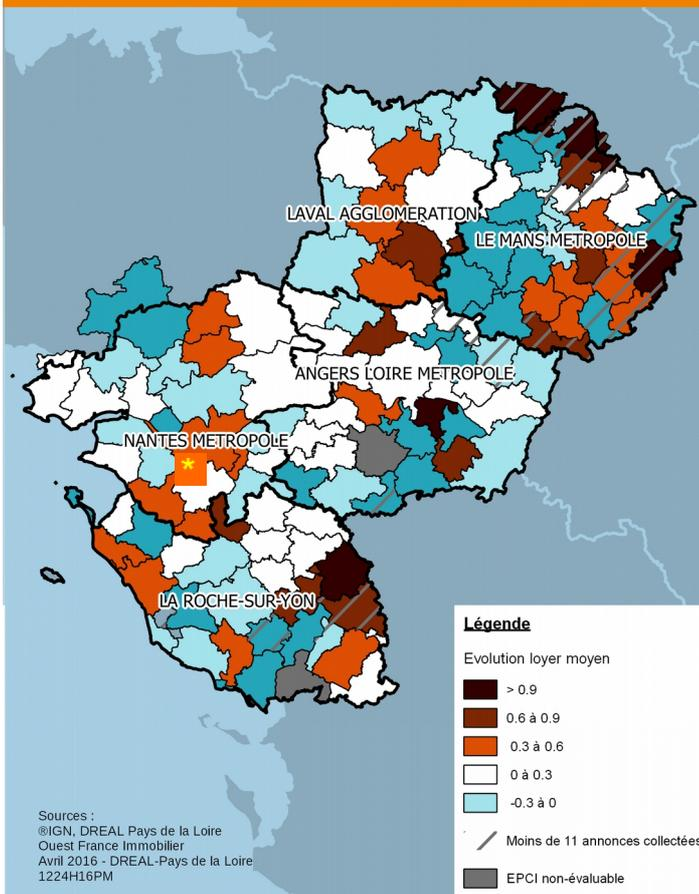 LAVAL AGGLOMERATION
LE MANS METROPOLE
ANGERS LOIRE METROPOLE
NANTES METROPOLE
*
LA ROCHE-SUR-YON
Légende
Evolution loyer moyen
> 0.9
0.6 à 0.9
0.3 à 0.6
0 à 0.3
-0.3 à 0
Moins de 11 annonces collectées
EPCI non-évaluable
Sources :
®IGN, DREAL Pays de la Loire
Ouest France Immobilier
Avril 2016 - DREAL-Pays de la Loire
1224H16PM